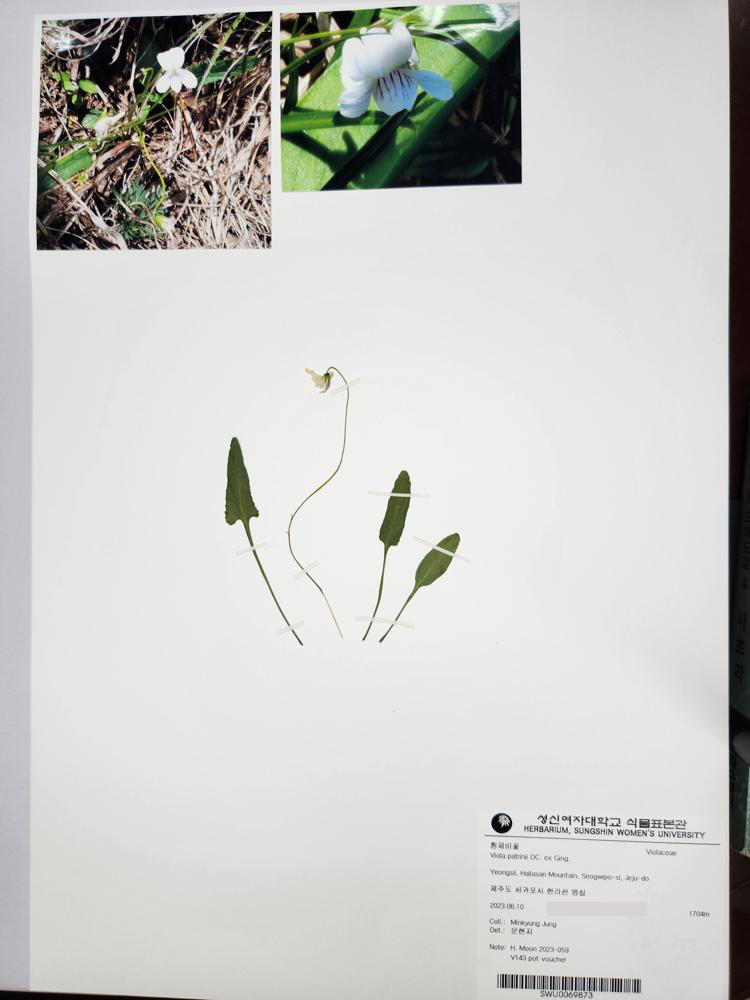 성신여자대학교 식물표본관
HERBARIUM, SUNGSHIN WOMEN'S UNIVERSITY
흰제비꽃
Violaceae
Viola patrinii DC. ex Ging.
Yeongsil, Hallasan Mountain, Seogwipo-si, Jeju-do
제주도 서귀포시 한라산 영실
2023.06.10
1704m
Coll.: Minkyung Jung
Det.: 문현지
Note: H. Moon 2023-059
V143 pot voucher
SWU0069873